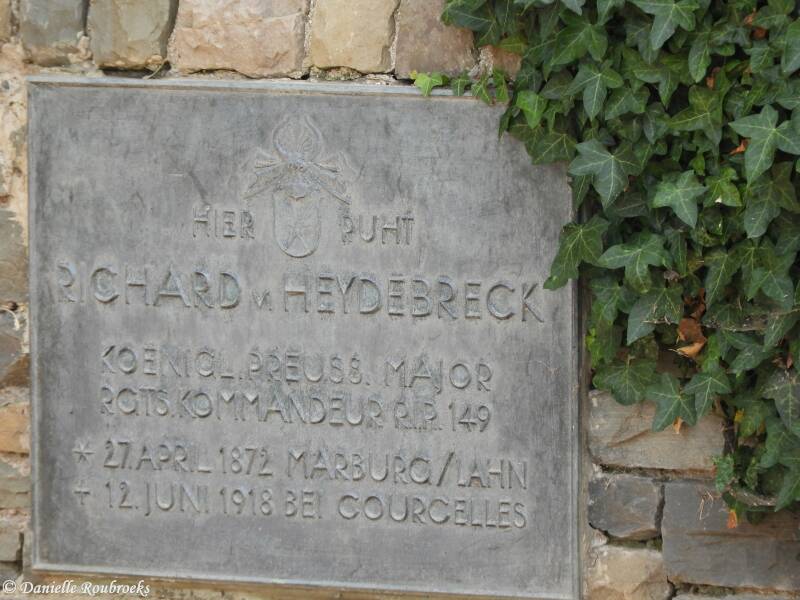 HIER RUHT
RICHARD v. HEYDEBRECK
KOENIGL. PREUSS. MAJOR
RGTS. KOMMANDEUR R.I.R. 149
* 27. APRIL 1872 MARBURG/LAHN
+ 12. JUNI 1918 BEI COURCELLES
© Danielle Roubroeks